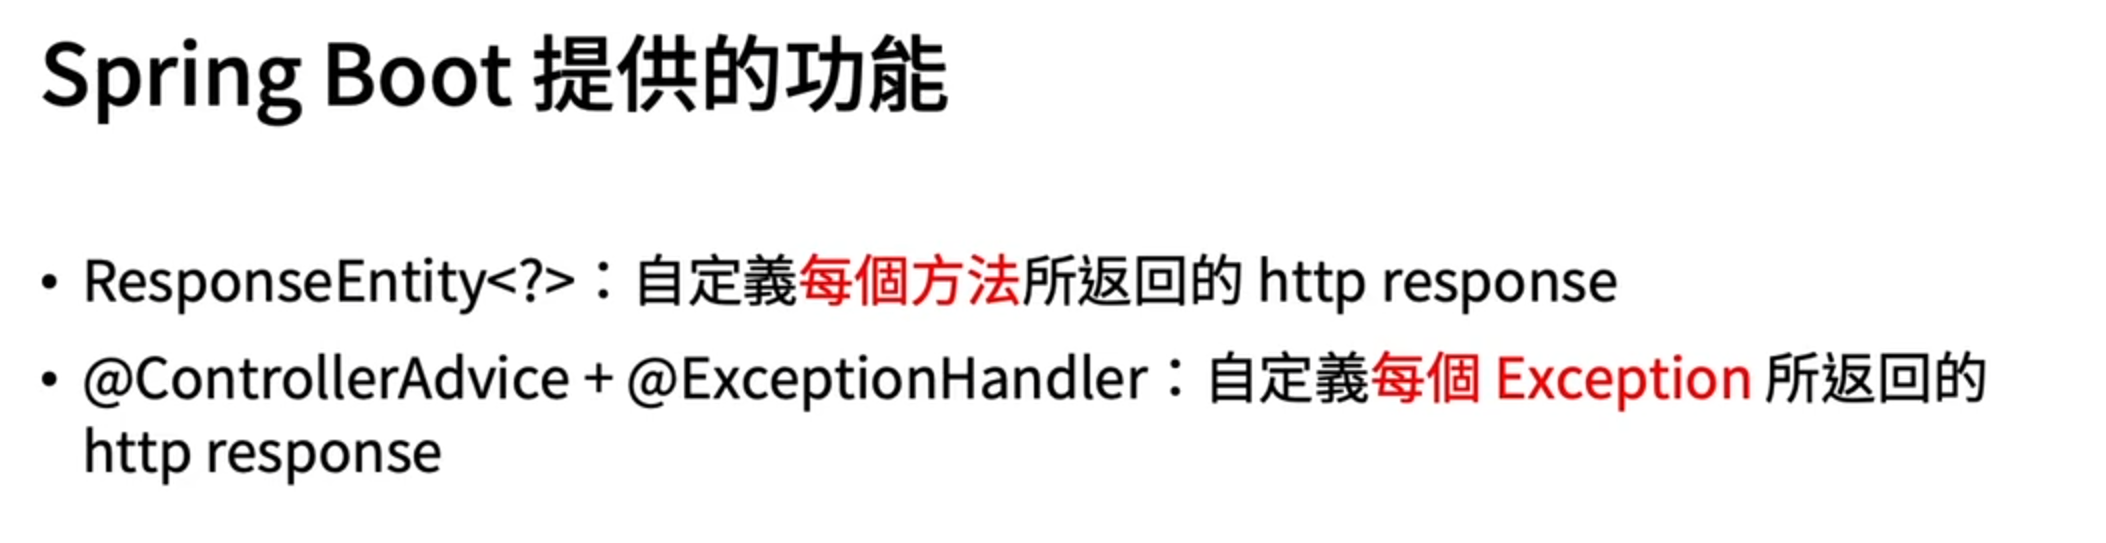 Spring Boot 提供的功能
• ResponseEntity<?>：自定義每個方法所返回的 http response
• @ControllerAdvice + @ExceptionHandler：自定義每個 Exception 所返回的
http response